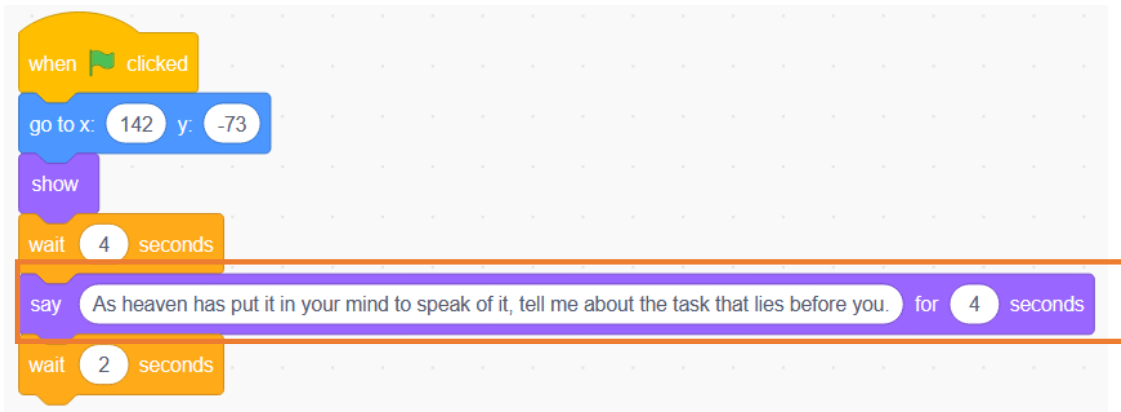 when clicked
go to x: 142 y: -73
show
wait 4 seconds
say As heaven has put it in your mind to speak of it, tell me about the task that lies before you. for 4 seconds
wait 2 seconds